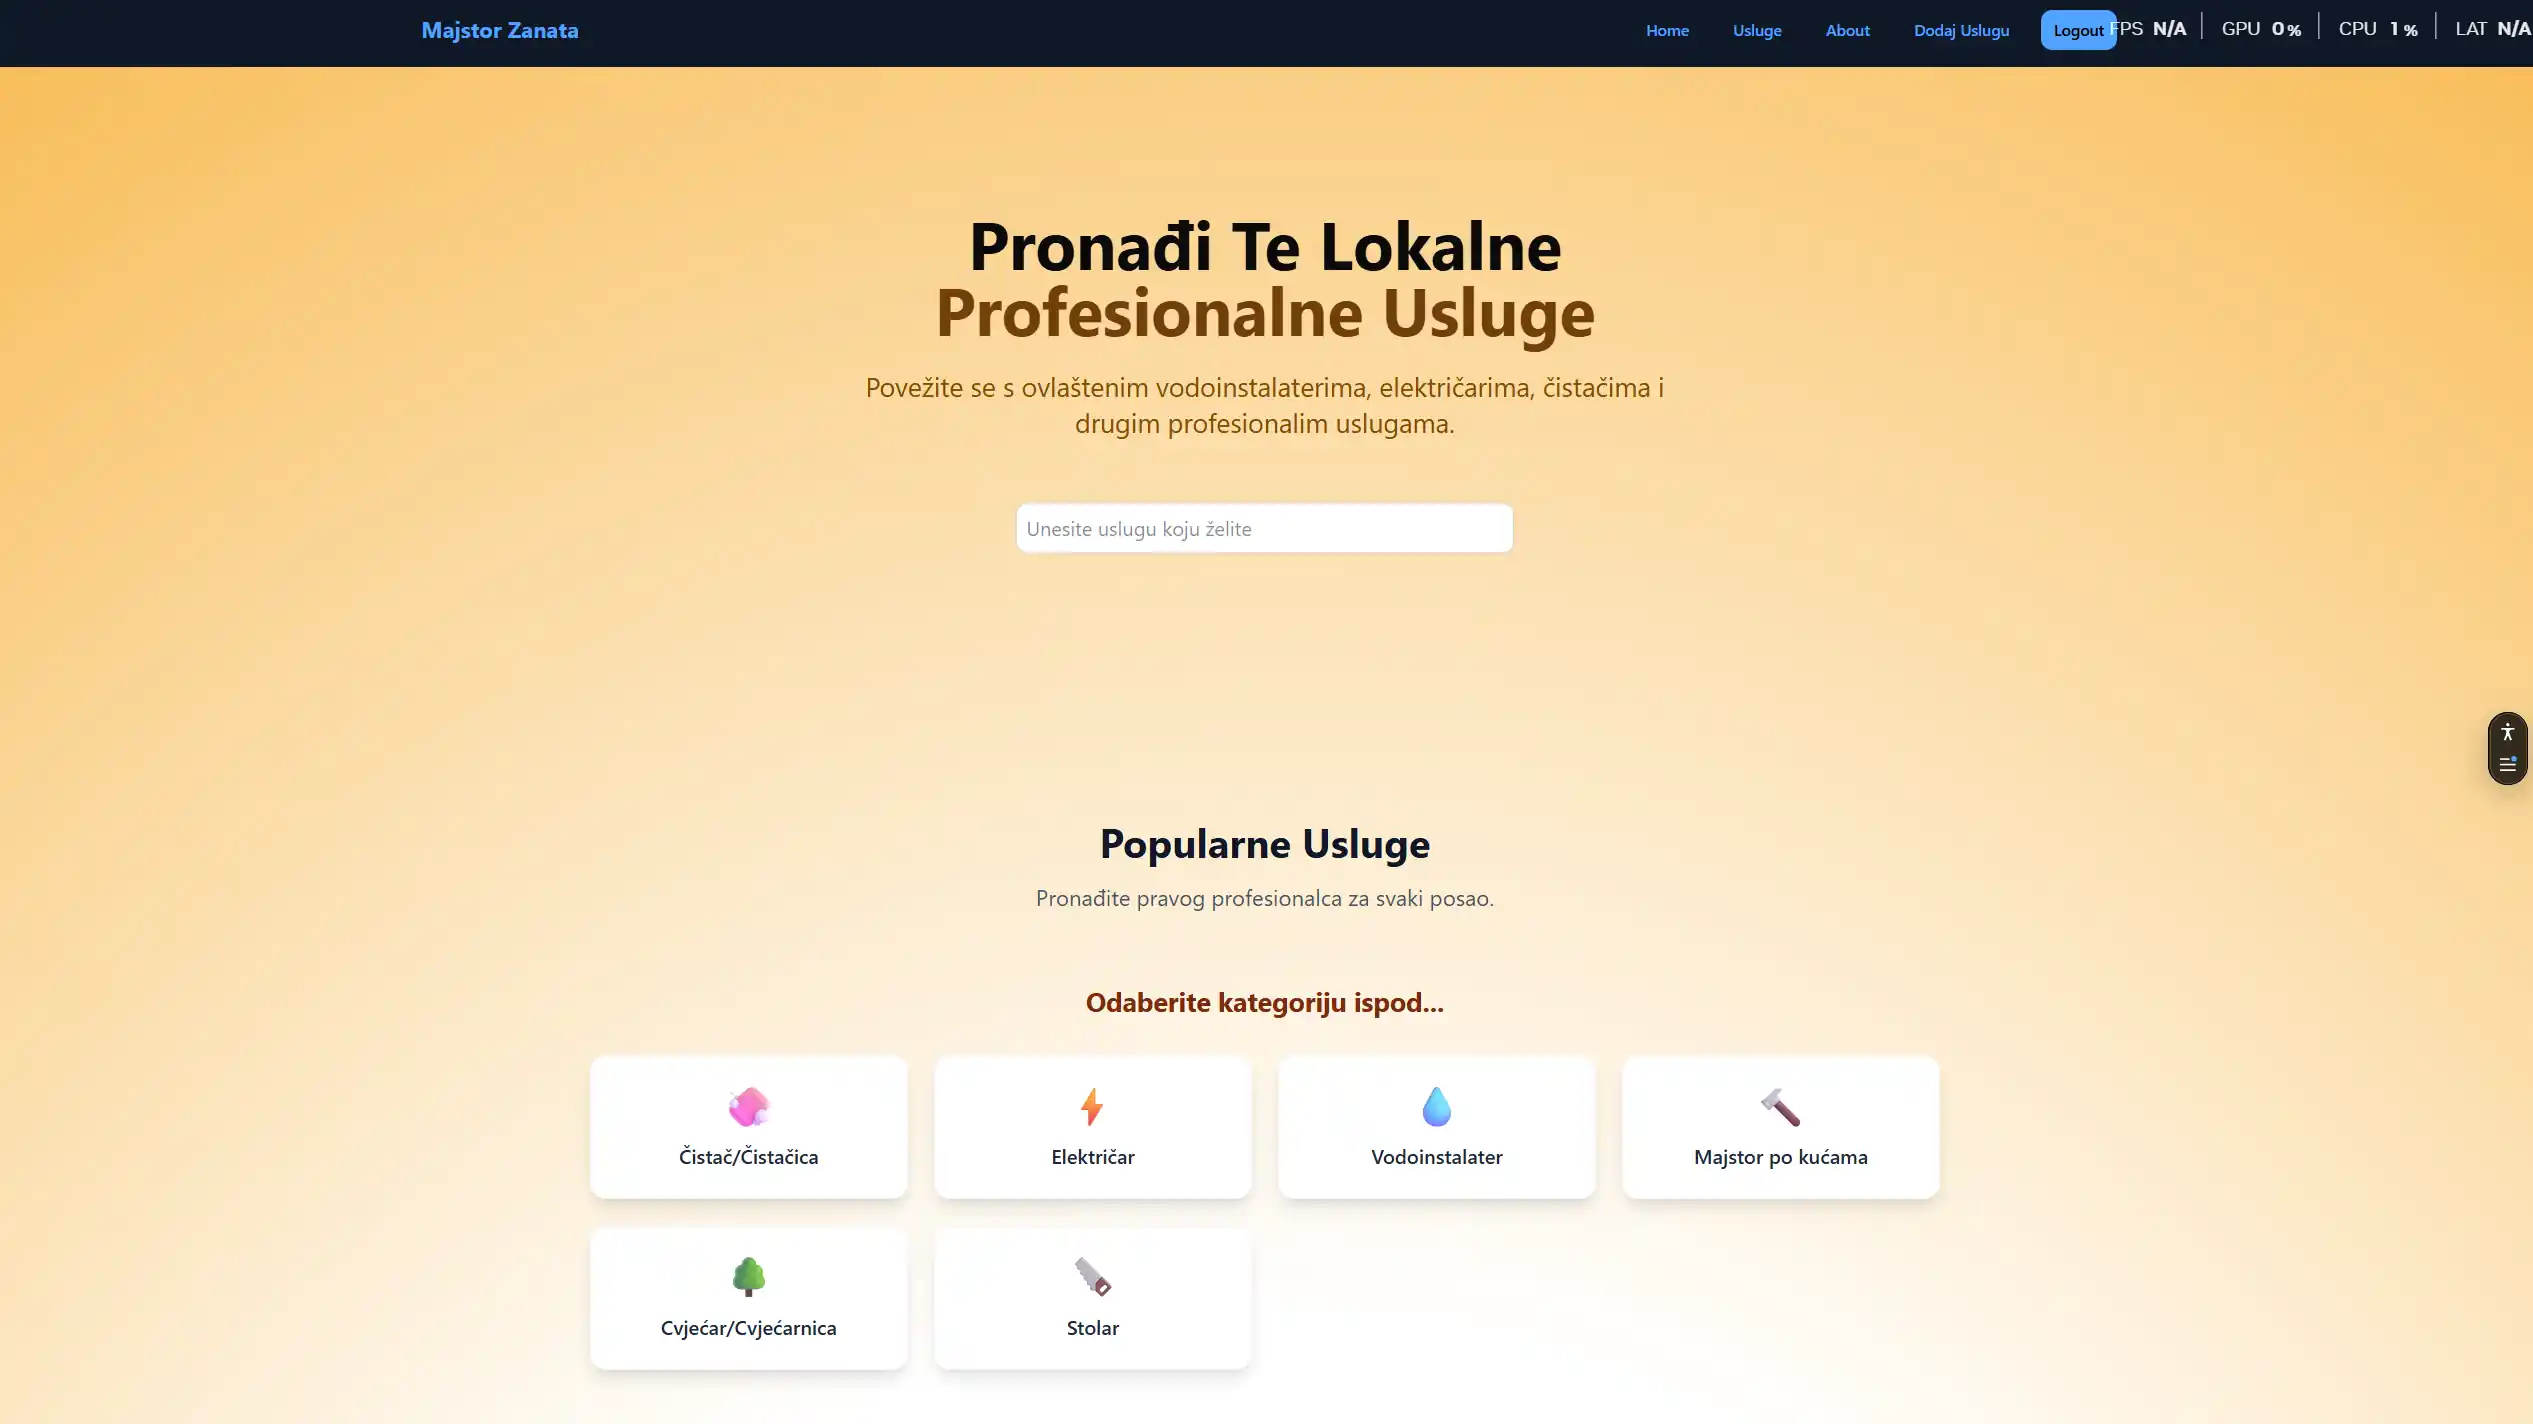 Majstor Zanata
Home Usluge About Dodaj Uslugu Logout FPS N/A GPU 0% CPU 1% LAT N/A
Pronađi Te Lokalne
Profesionalne Usluge
Povežite se s ovlaštenim vodoinstalaterima, električarima, čistačima i
drugim profesionalim uslugama.
Unesite uslugu koju želite
Popularne Usluge
Pronađite pravog profesionalca za svaki posao.
Odaberite kategoriju ispod...
Čistač/Čistačica
Električar
Vodoinstalater
Majstor po kućama
Cvjećar/Cvjećarnica
Stolar